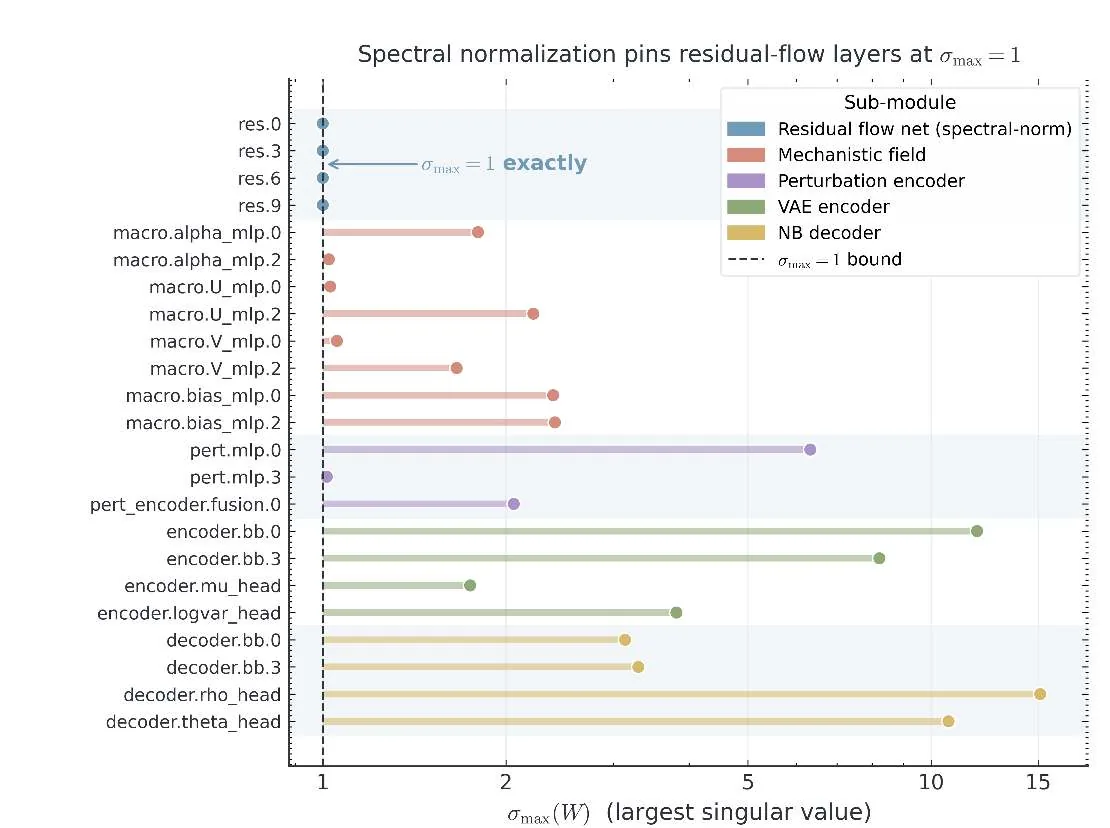 Spectral normalization pins residual-flow layers at σmax = 1
Sub-module
Residual flow net (spectral-norm)
Mechanistic field
Perturbation encoder
VAE encoder
NB decoder
σmax = 1 bound
σmax = 1 exactly
res.0
res.3
res.6
res.9
macro.alpha_mlp.0
macro.alpha_mlp.2
macro.U_mlp.0
macro.U_mlp.2
macro.V_mlp.0
macro.V_mlp.2
macro.bias_mlp.0
macro.bias_mlp.2
pert.mlp.0
pert.mlp.3
pert_encoder.fusion.0
encoder.bb.0
encoder.bb.3
encoder.mu_head
encoder.logvar_head
decoder.bb.0
decoder.bb.3
decoder.rho_head
decoder.theta_head
1 2 5 10 15
σmax(W) (largest singular value)